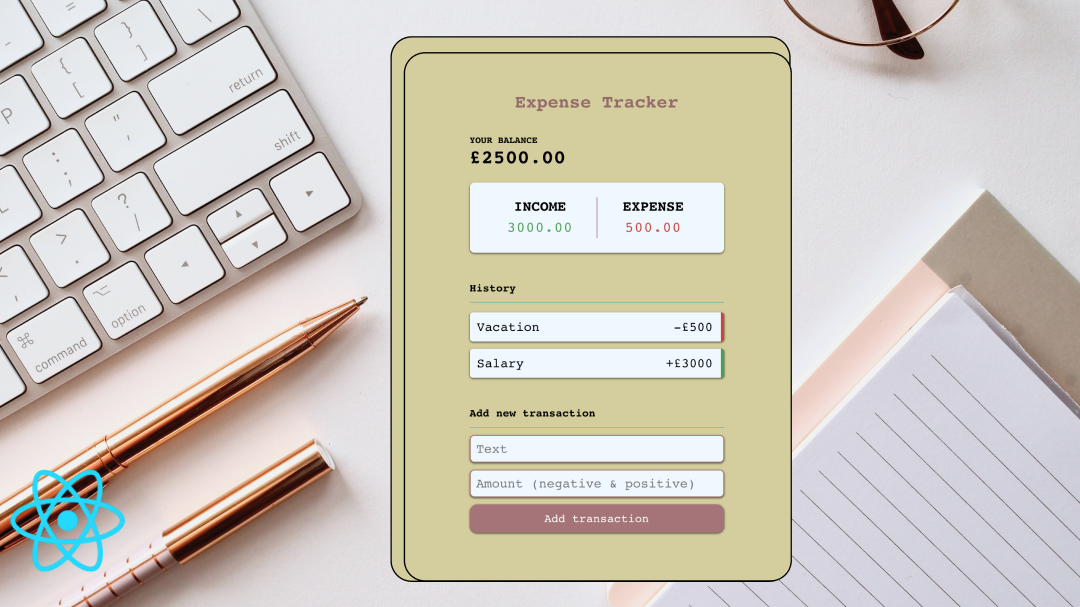 return
shift
option
command
P
L
{
[
}
]
"
,
:
;
?
/
>
.
<
,
|
\
-
⌘
⌥
Expense Tracker
YOUR BALANCE
£2500.00
INCOME EXPENSE
3000.00 500.00
History
Vacation -£500
Salary +£3000
Add new transaction
Text
Amount (negative & positive)
Add transaction